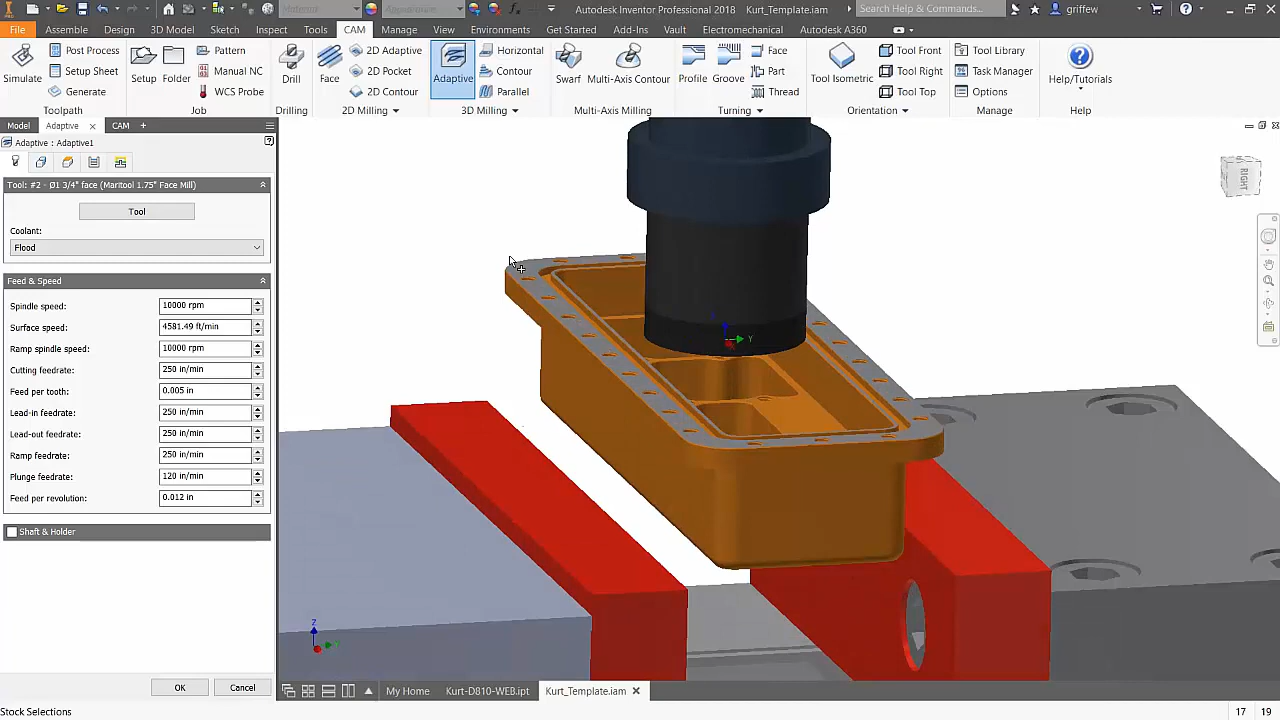 Material
Appearance
Autodesk Inventor Professional 2018 Kurt_Template.iam
Search Help & Commands...
griffew
File Assemble Design 3D Model Sketch Inspect Tools CAM Manage View Environments Get Started Add-Ins Vault Electromechanical Autodesk A360
Simulate
Post Process
Setup Sheet
Generate
Toolpath
Setup
Folder
Pattern
Manual NC
WCS Probe
Job
Drill
Drilling
Face
2D Adaptive
2D Pocket
2D Contour
2D Milling
Adaptive
Horizontal
Contour
Parallel
3D Milling
Swarf
Multi-Axis Contour
Multi-Axis Milling
Profile
Groove
Face
Part
Thread
Turning
Tool Isometric
Tool Front
Tool Right
Tool Top
Orientation
Tool Library
Task Manager
Options
Manage
Help/Tutorials
Help
Model Adaptive CAM
Adaptive : Adaptive1
Tool: #2 - Ø1 3/4" face (Maritool 1.75" Face Mill)
Tool
Coolant:
Flood
Feed & Speed
Spindle speed: 10000 rpm
Surface speed: 4581.49 ft/min
Ramp spindle speed: 10000 rpm
Cutting feedrate: 250 in/min
Feed per tooth: 0.005 in
Lead-in feedrate: 250 in/min
Lead-out feedrate: 250 in/min
Ramp feedrate: 250 in/min
Plunge feedrate: 120 in/min
Feed per revolution: 0.012 in
Shaft & Holder
OK Cancel
RIGHT
Y
Z
My Home Kurt-D810-WEB.ipt Kurt_Template.iam
Stock Selections
17 19